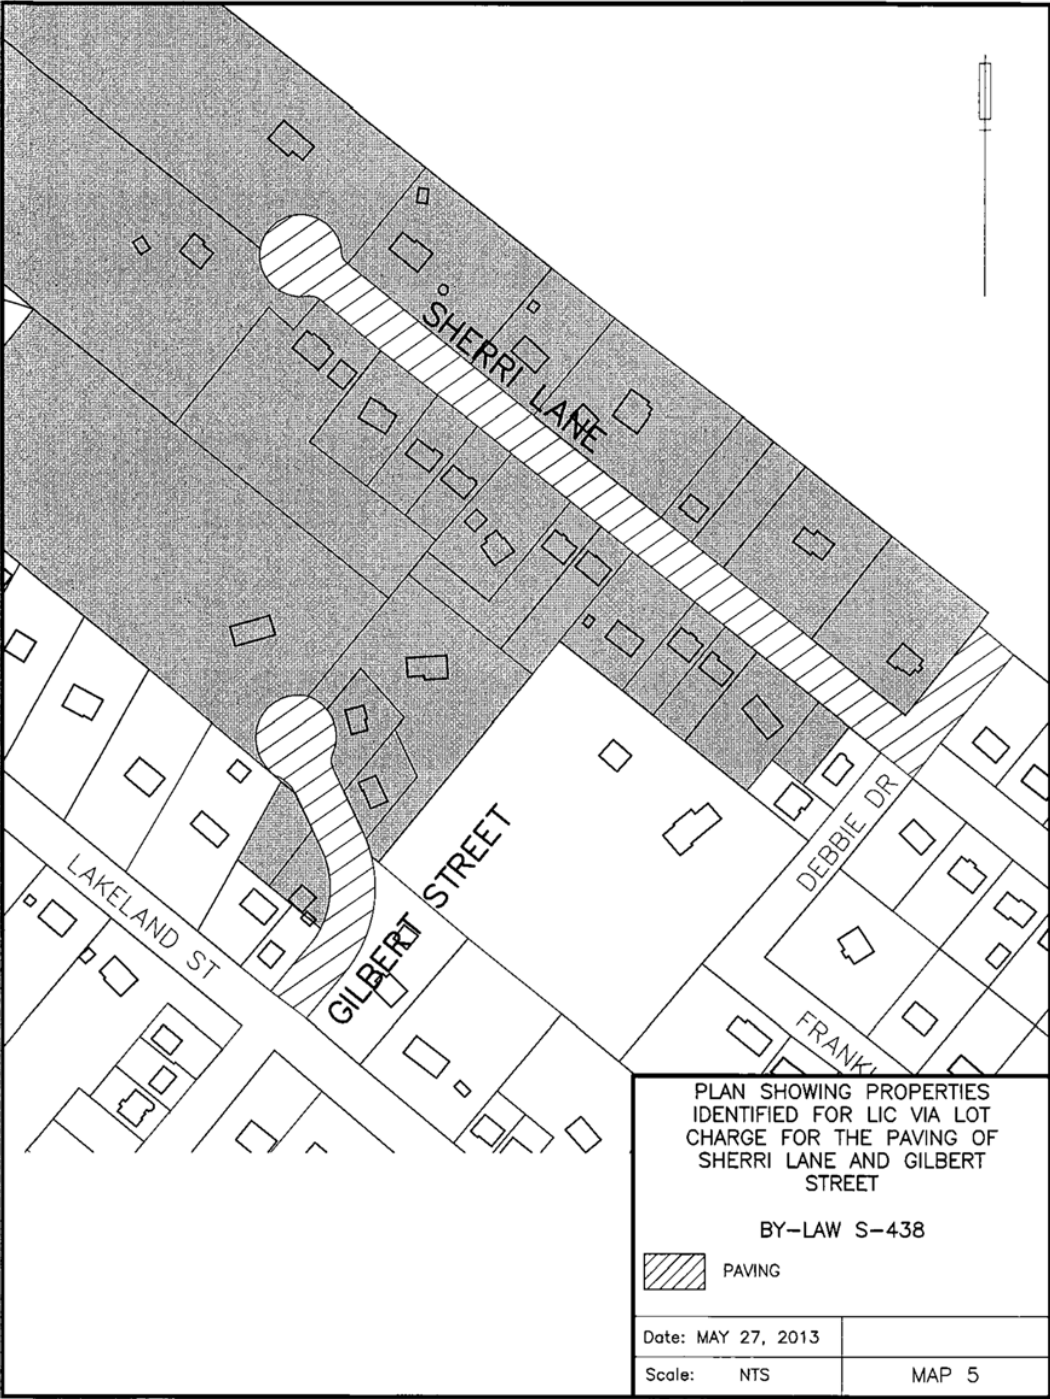 SHERRI LANE
GILBERT STREET
LAKELAND ST
DEBBIE DR
PLAN SHOWING PROPERTIES
IDENTIFIED FOR LIC VIA LOT
CHARGE FOR THE PAVING OF
SHERRI LANE AND GILBERT
STREET
BY-LAW S-438
PAVING
Date: MAY 27, 2013
Scale: NTS
MAP 5